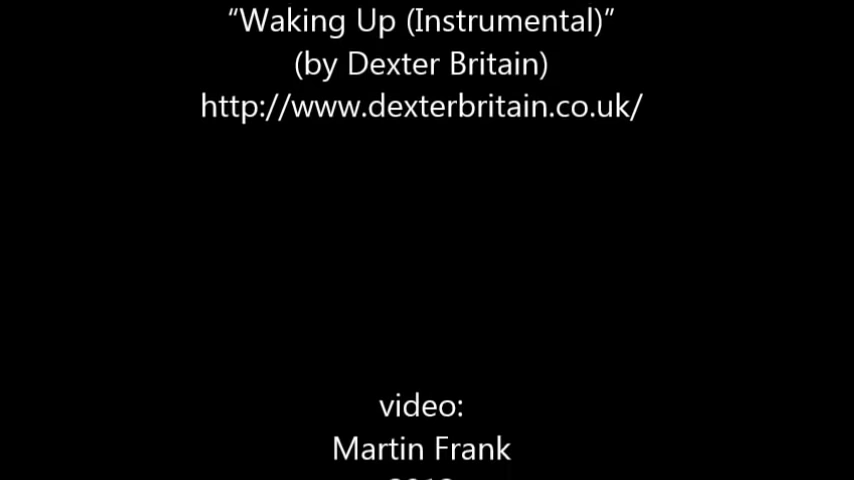 “Waking Up (Instrumental)”
(by Dexter Britain)
http://www.dexterbritain.co.uk/
video:
Martin Frank